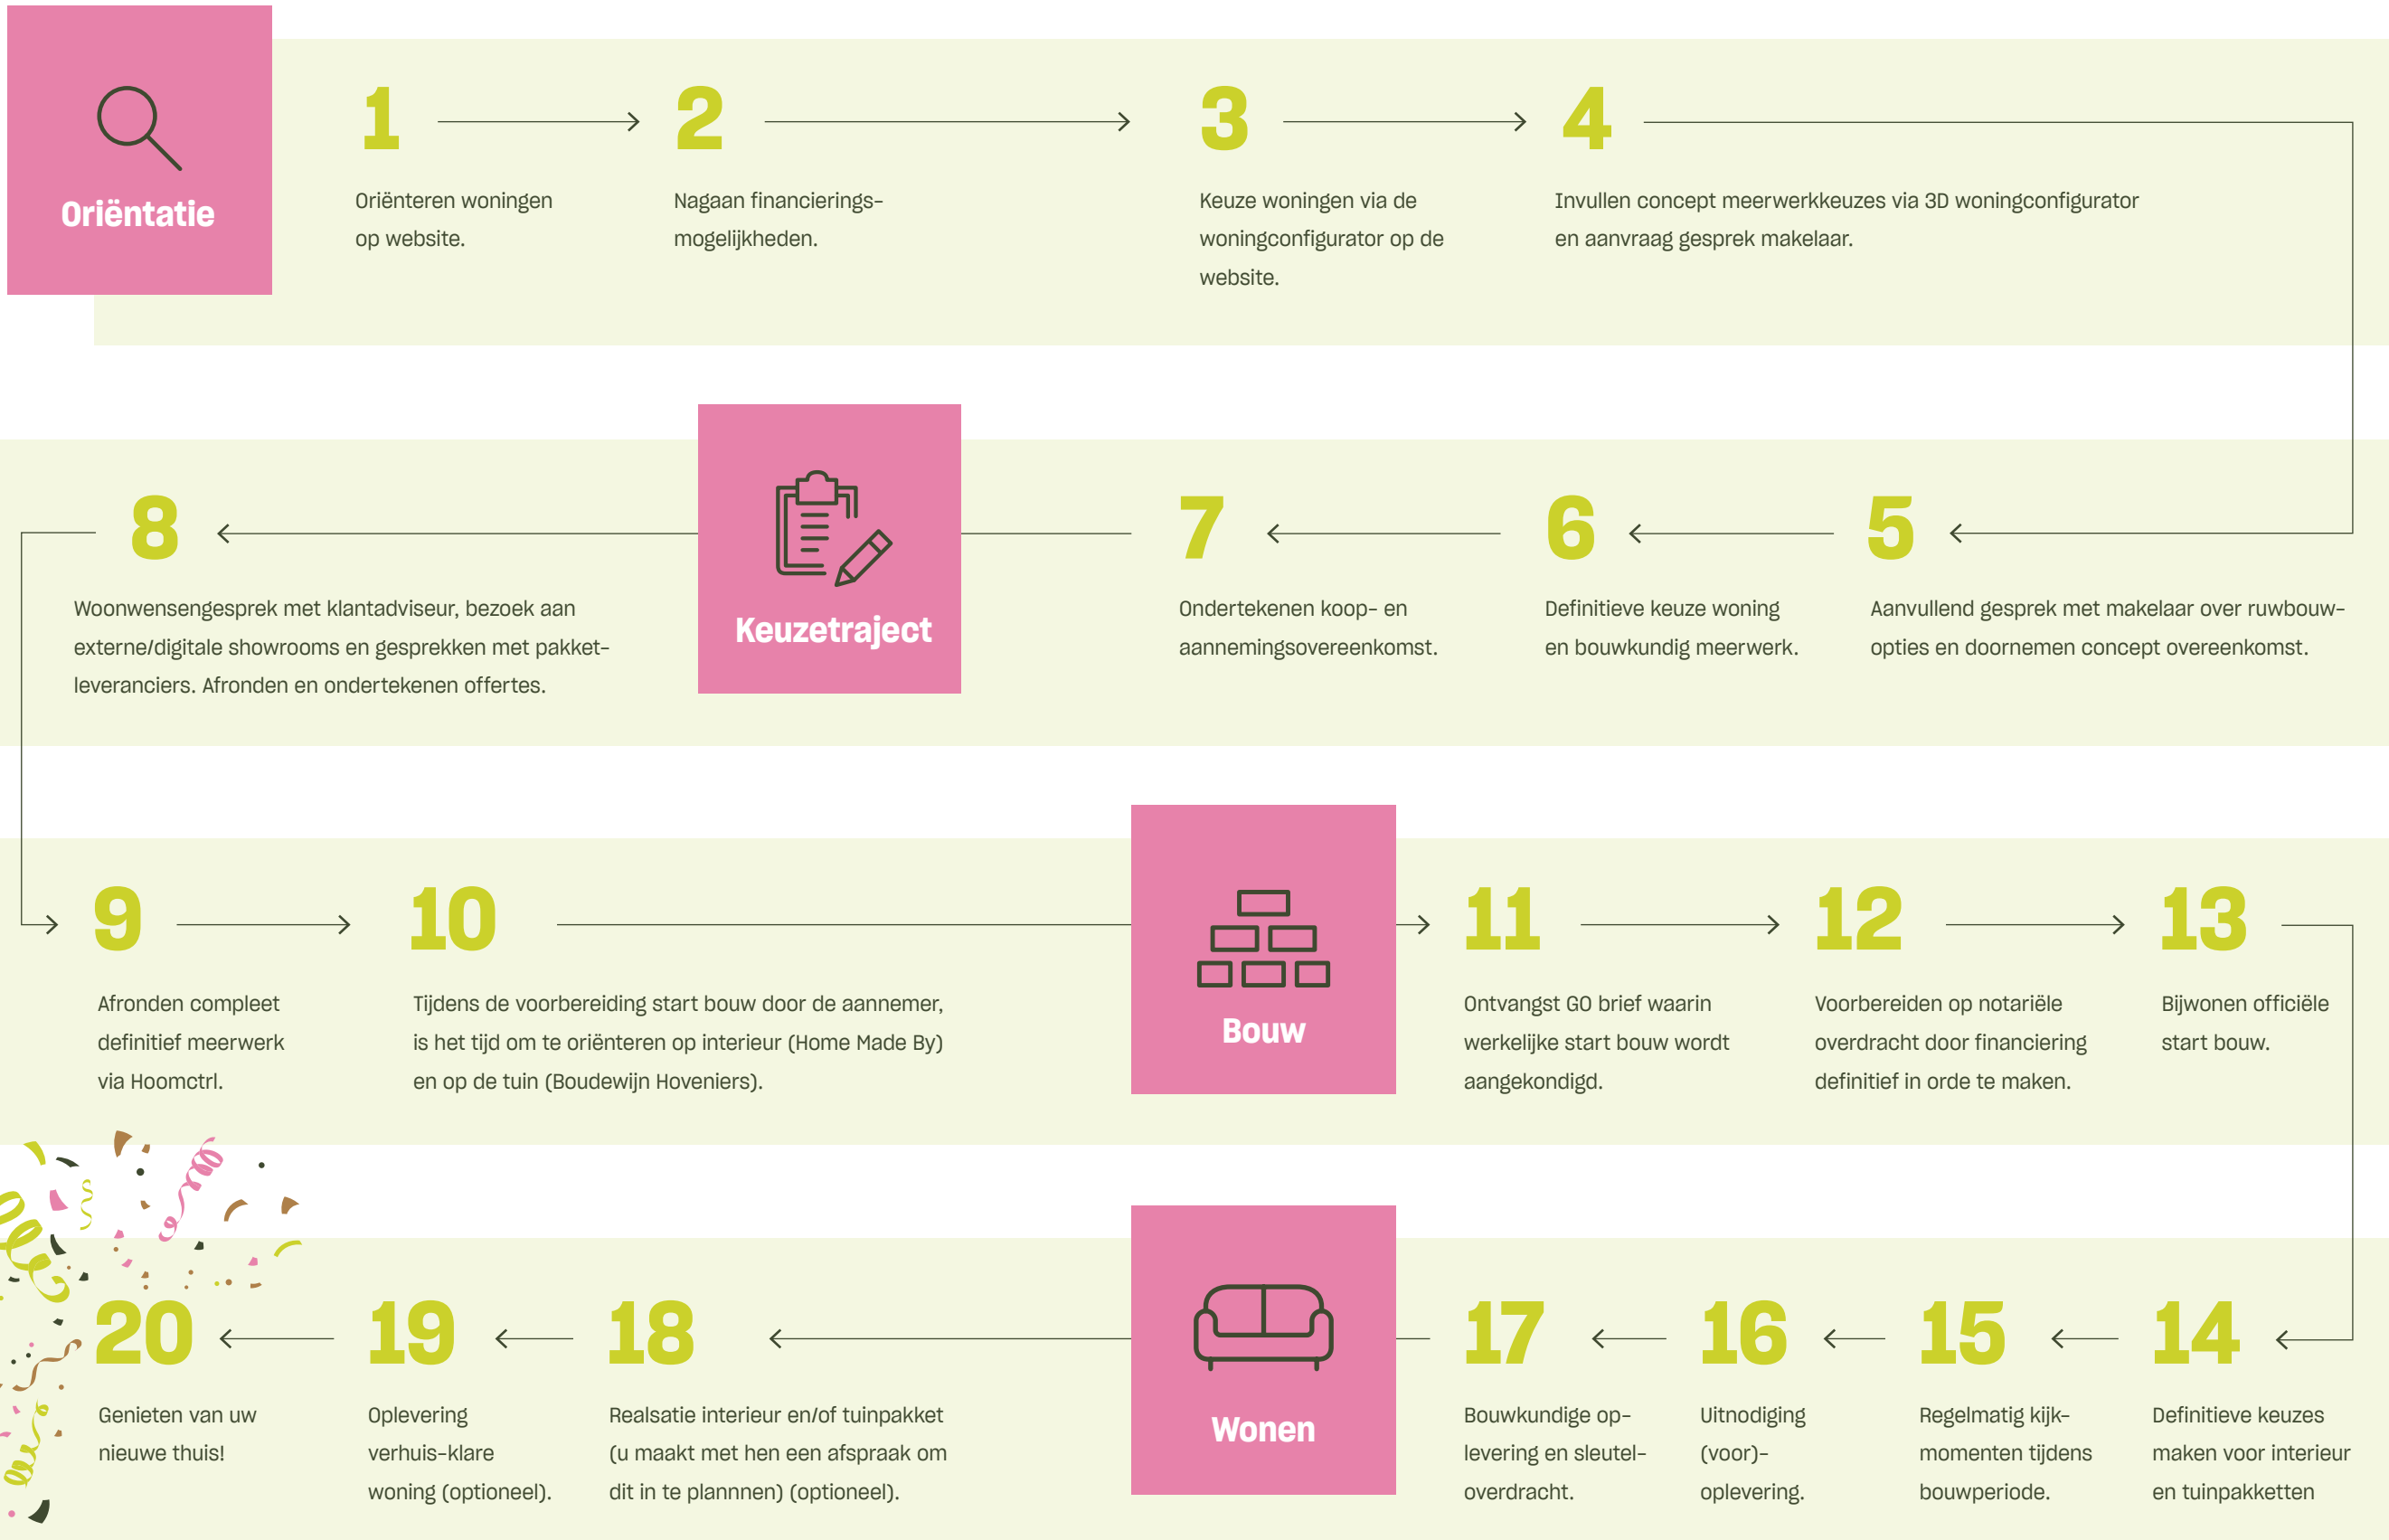 Oriëntatie
1
Oriënteren woningen
op website.
2
Nagaan financierings-
mogelijkheden.
3
Keuze woningen via de
woningconfigurator op de
website.
4
Invullen concept meerwerkkeuzes via 3D woningconfigurator
en aanvraag gesprek makelaar.
5
Aanvullend gesprek met makelaar over ruwbouw-
opties en doornemen concept overeenkomst.
6
Definitieve keuze woning
en bouwkundig meerwerk.
7
Ondertekenen koop- en
aannemingsovereenkomst.
Keuzetraject
8
Woonwensengesprek met klantadviseur, bezoek aan
externe/digitale showrooms en gesprekken met pakket-
leveranciers. Afronden en ondertekenen offertes.
9
Afronden compleet
definitief meerwerk
via Hoomctrl.
10
Tijdens de voorbereiding start bouw door de aannemer,
is het tijd om te oriënteren op interieur (Home Made By)
en op de tuin (Boudewijn Hoveniers).
Bouw
11
Ontvangst GO brief waarin
werkelijke start bouw wordt
aangekondigd.
12
Voorbereiden op notariële
overdracht door financiering
definitief in orde te maken.
13
Bijwonen officiële
start bouw.
14
Definitieve keuzes
maken voor interieur
en tuinpakketten
15
Regelmatig kijk-
momenten tijdens
bouwperiode.
16
Uitnodiging
(voor)-
oplevering.
17
Bouwkundige op-
levering en sleutel-
overdracht.
Wonen
18
Realsatie interieur en/of tuinpakket
(u maakt met hen een afspraak om
dit in te plannnen) (optioneel).
19
Oplevering
verhuis-klare
woning (optioneel).
20
Genieten van uw
nieuwe thuis!